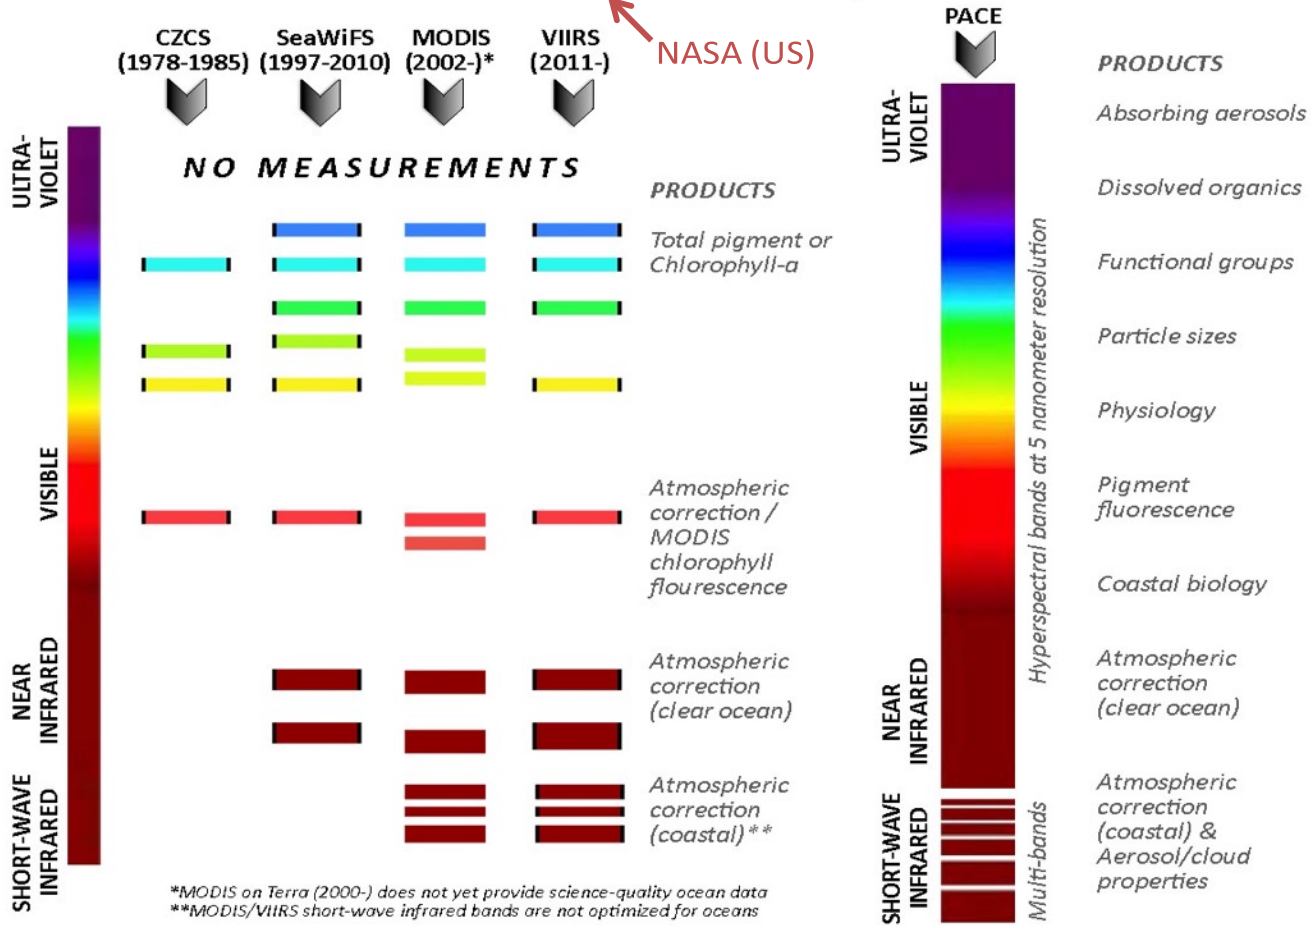 CZCS
(1978-1985)
SeaWiFS
(1997-2010)
MODIS
(2002-)*
VIIRS
(2011-)
NASA (US)
ULTRA-
VIOLET
VISIBLE
NEAR
INFRARED
SHORT-WAVE
INFRARED
NO MEASUREMENTS
PRODUCTS
Total pigment or
Chlorophyll-a
Atmospheric
correction /
MODIS
chlorophyll
flourescence
Atmospheric
correction
(clear ocean)
Atmospheric
correction
(coastal)**
*MODIS on Terra (2000-) does not yet provide science-quality ocean data
**MODIS/VIIRS short-wave infrared bands are not optimized for oceans
PACE
ULTRA-
VIOLET
VISIBLE
NEAR
INFRARED
SHORT-WAVE
INFRARED
Hyperspectral bands at 5 nanometer resolution
Multi-bands
PRODUCTS
Absorbing aerosols
Dissolved organics
Functional groups
Particle sizes
Physiology
Pigment
fluorescence
Coastal biology
Atmospheric
correction
(clear ocean)
Atmospheric
correction
(coastal) &
Aerosol/cloud
properties